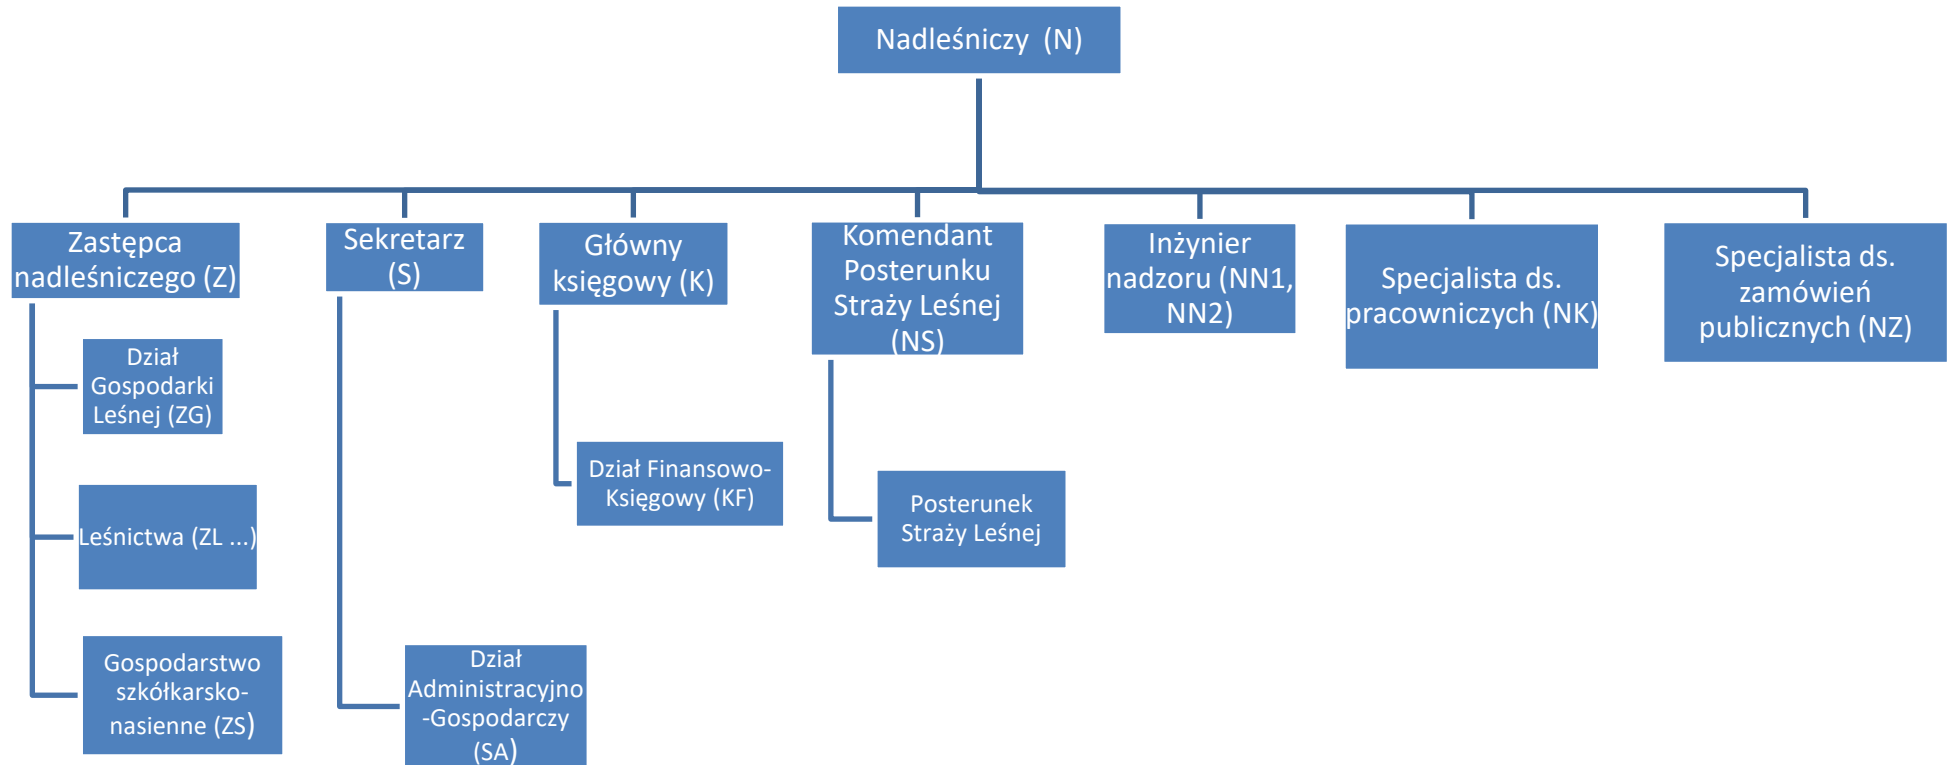 Nadleśniczy (N)
Zastępca
nadleśniczego (Z)
Sekretarz
(S)
Główny
księgowy (K)
Komendant
Posterunku
Straży Leśnej
(NS)
Inżynier
nadzoru (NN1,
NN2)
Specjalista ds.
pracowniczych (NK)
Specjalista ds.
zamówień
publicznych (NZ)
Dział
Gospodarki
Leśnej (ZG)
Leśnictwa (ZL ...)
Gospodarstwo
szkółkarsko-
nasienne (ZS)
Dział
Administracyjno
-Gospodarczy
(SA)
Dział Finansowo-
Księgowy (KF)
Posterunek
Straży Leśnej